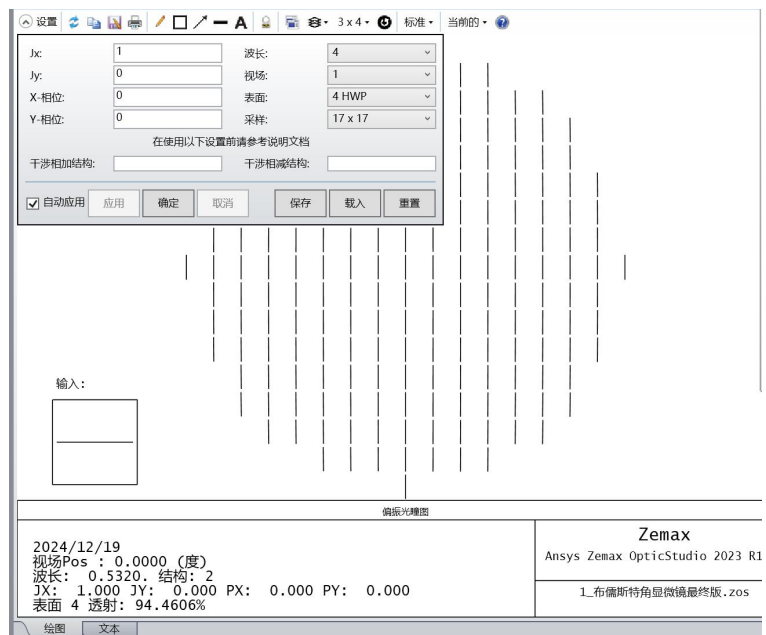 设置 3 x 4 标准 当前的
Jx: 1 波长: 4
Jy: 0 视场: 1
X-相位: 0 表面: 4 HWP
Y-相位: 0 采样: 17 x 17
在使用以下设置前请参考说明文档
干涉相加结构: 干涉相减结构:
自动应用 应用 确定 取消 保存 载入 重置
输入:
偏振光瞳图
2024/12/19
视场Pos : 0.0000 (度)
波长: 0.5320. 结构: 2
JX: 1.000 JY: 0.000 PX: 0.000 PY: 0.000
表面 4 透射: 94.4606%
Zemax
Ansys Zemax OpticStudio 2023 R1
1_布儒斯特角显微镜最终版.zos
绘图 文本